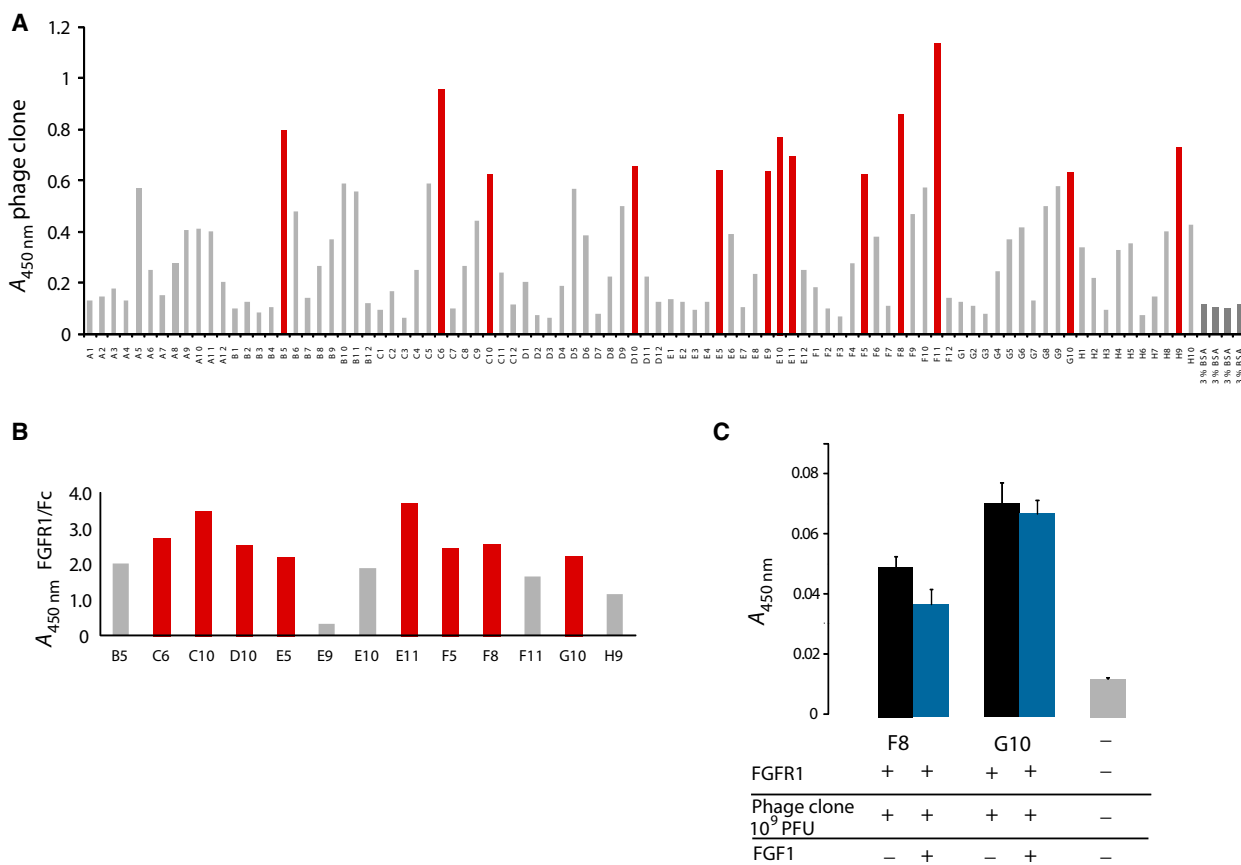 A
1.2
1
0.8
0.6
0.4
0.2
0
A450 nm phage clone
A1 A2 A3 A4 A5 A6 A7 A8 A9 A10 A11 A12 B1 B2 B3 B4 B5 B6 B7 B8 B9 B10 B11 B12 C1 C2 C3 C4 C5 C6 C7 C8 C9 C10 C11 C12 D1 D2 D3 D4 D5 D6 D7 D8 D9 D10 D11 D12 E1 E2 E3 E4 E5 E6 E7 E8 E9 E10 E11 E12 F1 F2 F3 F4 F5 F6 F7 F8 F9 F10 F11 F12 G1 G2 G3 G4 G5 G6 G7 G8 G9 G10 H1 H2 H3 H4 H5 H6 H7 H8 H9 H10 3 % BSA 3 % BSA 3 % BSA 3 % BSA
B
A450 nm FGFR1/Fc
4.0
3.0
2.0
1.0
0
B5 C6 C10 D10 E5 E9 E10 E11 F5 F8 F11 G10 H9
C
A450 nm
0.08
0.06
0.04
0.02
0
F8 G10 –
FGFR1 + + + + –
Phage clone
10^9 PFU + + + + –
FGF1 – + – + –